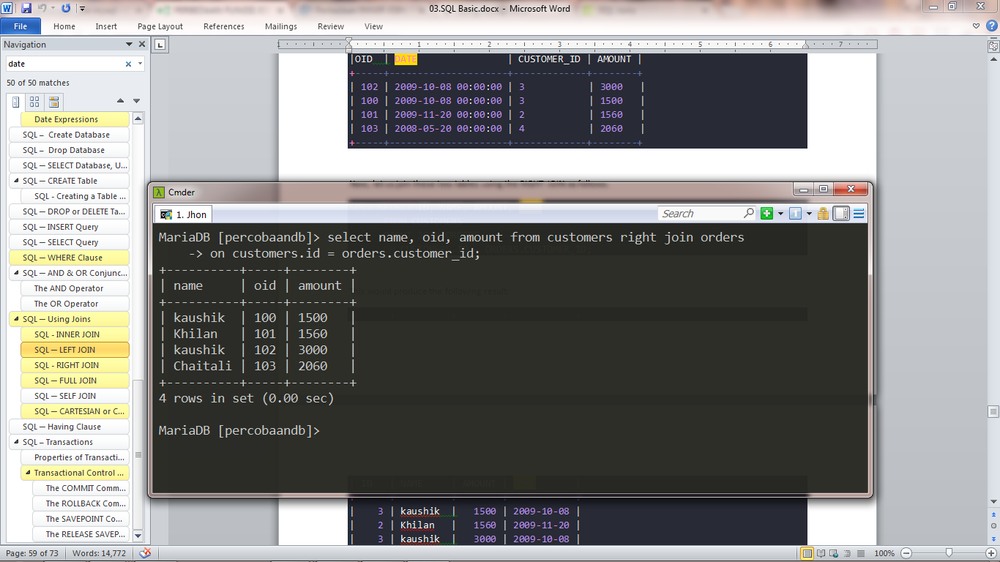 03.SQL Basic.docx - Microsoft Word
File Home Insert Page Layout References Mailings Review View
Navigation
date
50 of 50 matches
Date Expressions
SQL – Create Database
SQL – Drop Database
SQL — SELECT Database, U...
SQL — CREATE Table
SQL - Creating a Table ...
SQL — DROP or DELETE Ta...
SQL — INSERT Query
SQL — SELECT Query
SQL — WHERE Clause
SQL — AND & OR Conjunc...
The AND Operator
The OR Operator
SQL — Using Joins
SQL - INNER JOIN
SQL — LEFT JOIN
SQL - RIGHT JOIN
SQL — FULL JOIN
SQL — SELF JOIN
SQL — CARTESIAN or C...
SQL — Having Clause
SQL – Transactions
Properties of Transacti...
Transactional Control ...
The COMMIT Comm...
The ROLLBACK Com...
The SAVEPOINT Co...
The RELEASE SAVEP...
1 1 2 3 4 5 6 7
|OID | DATE | CUSTOMER_ID | AMOUNT |
+-----+---------------------+-------------+--------+
| 102 | 2009-10-08 00:00:00 | 3 | 3000 |
| 100 | 2009-10-08 00:00:00 | 3 | 1500 |
| 101 | 2009-11-20 00:00:00 | 2 | 1560 |
| 103 | 2008-05-20 00:00:00 | 4 | 2060 |
+-----+---------------------+-------------+--------+
Cmder
1. Jhon
Search
MariaDB [percobaandb]> select name, oid, amount from customers right join orders
-> on customers.id = orders.customer_id;
+----------+-----+--------+
| name | oid | amount |
+----------+-----+--------+
| kaushik | 100 | 1500 |
| Khilan | 101 | 1560 |
| kaushik | 102 | 3000 |
| Chaitali | 103 | 2060 |
+----------+-----+--------+
4 rows in set (0.00 sec)
MariaDB [percobaandb]>
| ID | NAME | AMOUNT |
| 3 | kaushik | 1500 | 2009-10-08 |
| 2 | Khilan | 1560 | 2009-11-20 |
| 3 | kaushik | 3000 | 2009-10-08 |
Page: 59 of 73 Words: 14,772 100%